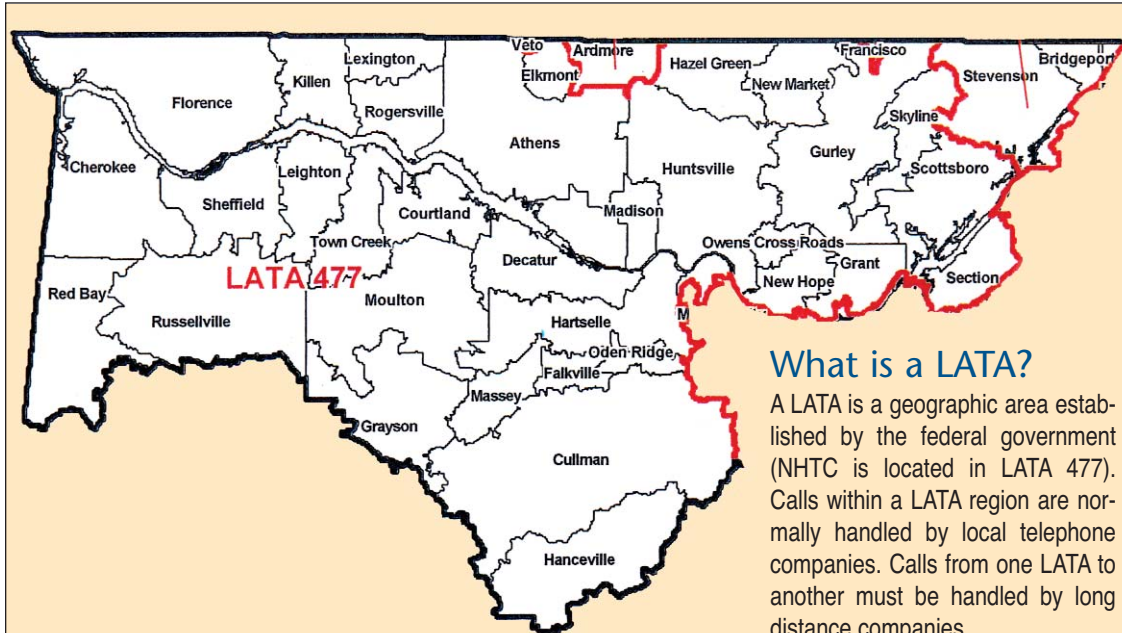 Veto
Ardmore
Francisco
Bridgeport
Lexington
Hazel Green
Stevenson
Killen
Elkmont
New Market
Florence
Rogersville
Skyline
Athens
Cherokee
Leighton
Huntsville
Gurley
Scottsboro
Sheffield
Courtland
Madison
Town Creek
Owens Cross Roads
Decatur
Grant
LATA 477
New Hope
Section
Red Bay
Moulton
Russellville
Hartselle
M
Oden Ridge
Falkville
Massey
Grayson
Cullman
Hanceville
What is a LATA?
A LATA is a geographic area estab-
lished by the federal government
(NHTC is located in LATA 477).
Calls within a LATA region are nor-
mally handled by local telephone
companies. Calls from one LATA to
another must be handled by long
distance companies.